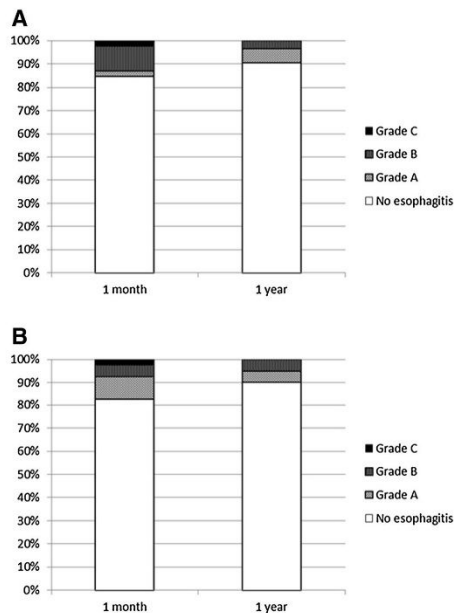 A
100%
90%
80%
70%
60%
50%
40%
30%
20%
10%
0%
1 month 1 year
Grade C
Grade B
Grade A
No esophagitis
B
100%
90%
80%
70%
60%
50%
40%
30%
20%
10%
0%
1 month 1 year
Grade C
Grade B
Grade A
No esophagitis